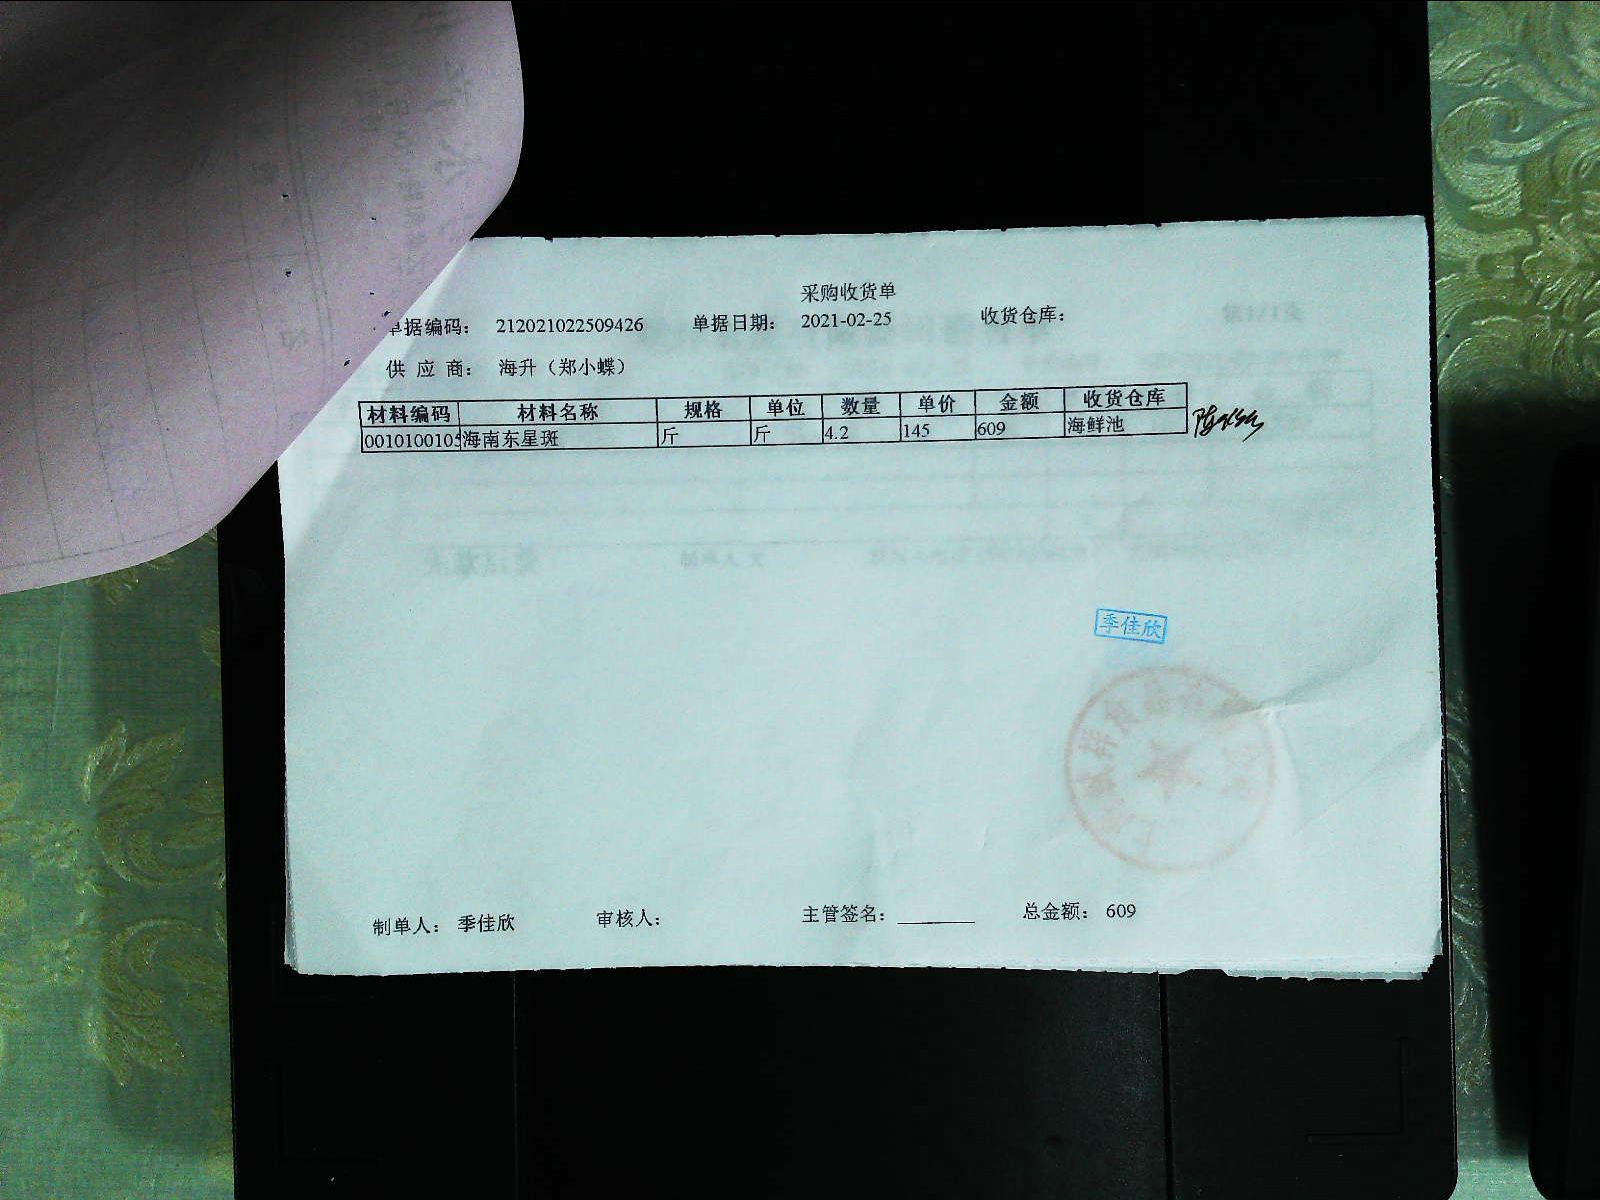 采购收货单
单据编码： 212021022509426 单据日期： 2021-02-25 收货仓库：
供 应 商： 海升（郑小蝶）
材料编码 材料名称 规格 单位 数量 单价 金额 收货仓库
0010100105 海南东星斑 斤 斤 4.2 145 609 海鲜池
季佳欣
制单人： 季佳欣 审核人： 主管签名： 总金额： 609